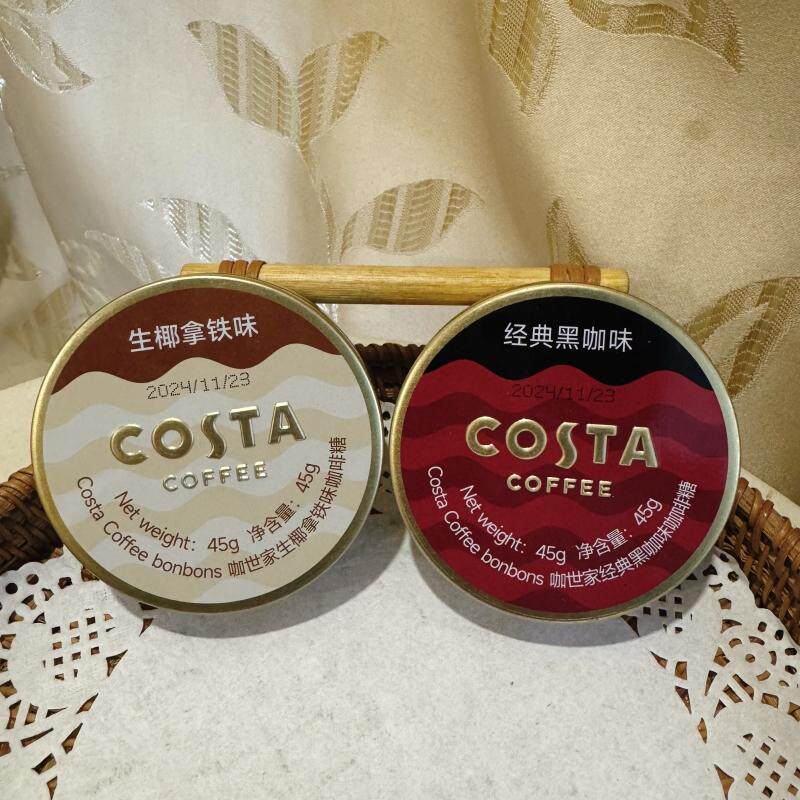 生椰拿铁味
2024/11/23
COSTA
COFFEE
Net weight: 45g 净含量: 45g
Costa Coffee bonbons 咖世家生椰拿铁味咖啡糖
经典黑咖味
2024/11/23
COSTA
COFFEE
Net weight: 45g 净含量: 45g
Costa Coffee bonbons 咖世家经典黑咖味咖啡糖